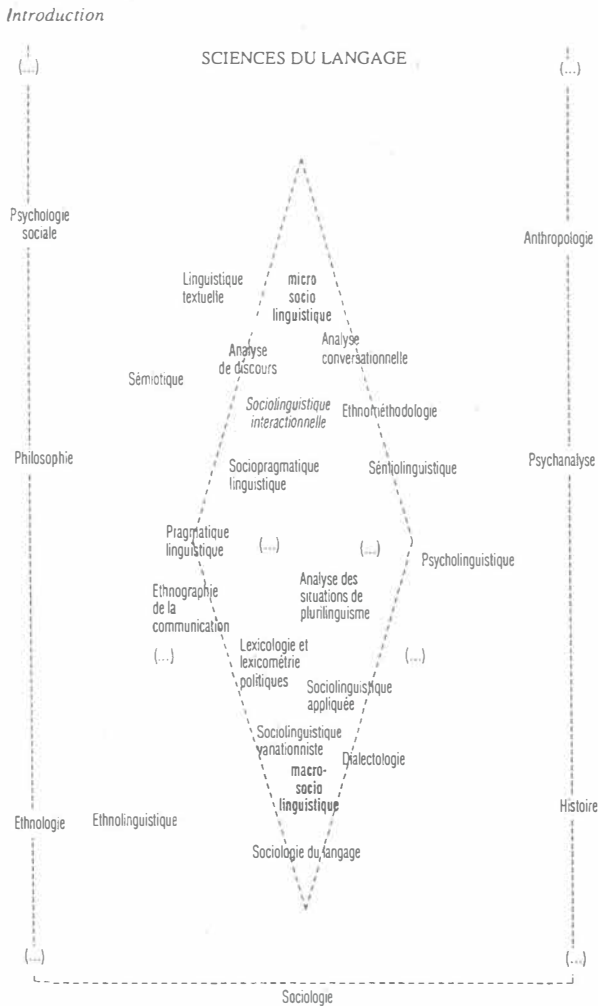 Introduction
(...)
SCIENCES DU LANGAGE
(...)
Psychologie
sociale
Anthropologie
Linguistique
textuelle
micro
socio
linguistique
Analyse
conversationnelle
Analyse
de discours
Sémiotique
Sociolinguistique
interactionnelle
Ethnométhodologie
Philosophie
Sociopragmatique
linguistique
Séntiolinguistique
Psychanalyse
Pragmatique
linguistique
(...)
(...)
Psycholinguistique
Ethnographie
de la
communication
Analyse des
situations de
plurilinguisme
(...)
Lexicologie et
lexicométrie
politiques
(...)
Sociolinguistique
appliquée
Sociolinguistique
vanationniste
Dialectologie
macro-
socio
linguistique
Ethnologie
Ethnolinguistique
Histoire
Sociologie du langage
(...)
(...)
Sociologie